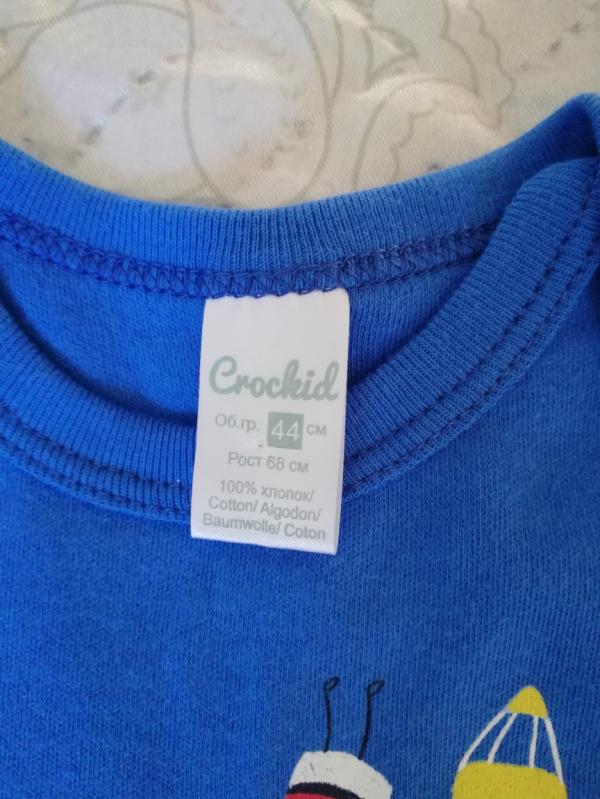 Crockid
Об.гр. 44 см
Рост 68 см
100% хлопок/
Cotton/ Algodon/
Baumwolle/ Coton